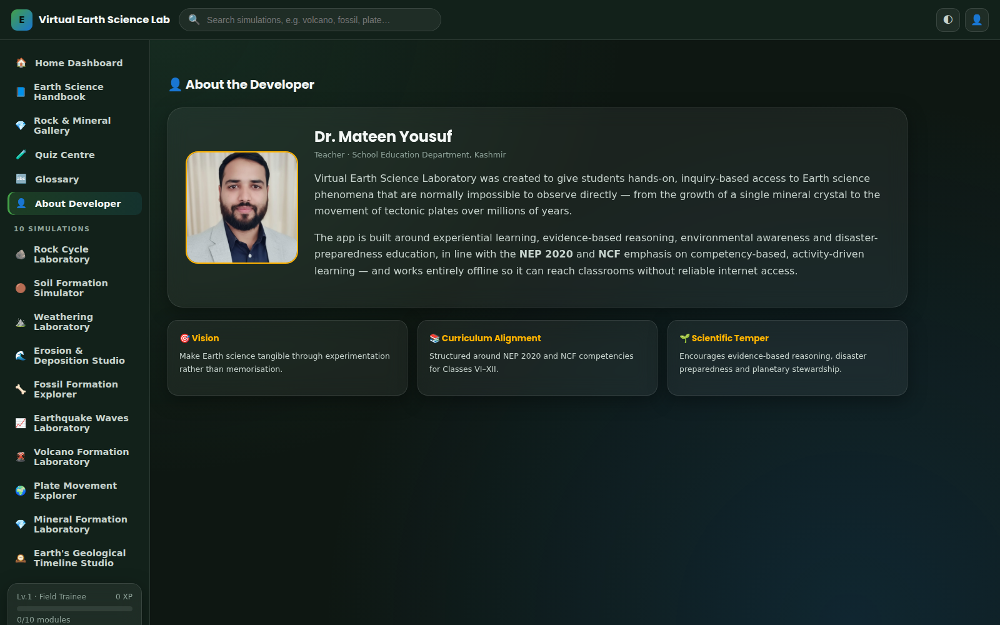 E
Virtual Earth Science Lab
Search simulations, e.g. volcano, fossil, plate…
Home Dashboard
Earth Science
Handbook
Rock & Mineral
Gallery
Quiz Centre
abc
Glossary
About Developer
10 SIMULATIONS
Rock Cycle
Laboratory
Soil Formation
Simulator
Weathering
Laboratory
Erosion &
Deposition Studio
Fossil Formation
Explorer
Earthquake Waves
Laboratory
Volcano Formation
Laboratory
Plate Movement
Explorer
Mineral Formation
Laboratory
Earth's Geological
Timeline Studio
Lv.1 · Field Trainee 0 XP
0/10 modules
About the Developer
Dr. Mateen Yousuf
Teacher · School Education Department, Kashmir
Virtual Earth Science Laboratory was created to give students hands-on, inquiry-based access to Earth science
phenomena that are normally impossible to observe directly — from the growth of a single mineral crystal to the
movement of tectonic plates over millions of years.
The app is built around experiential learning, evidence-based reasoning, environmental awareness and disaster-
preparedness education, in line with the NEP 2020 and NCF emphasis on competency-based, activity-driven
learning — and works entirely offline so it can reach classrooms without reliable internet access.
Vision
Make Earth science tangible through experimentation
rather than memorisation.
Curriculum Alignment
Structured around NEP 2020 and NCF competencies
for Classes VI–XII.
Scientific Temper
Encourages evidence-based reasoning, disaster
preparedness and planetary stewardship.